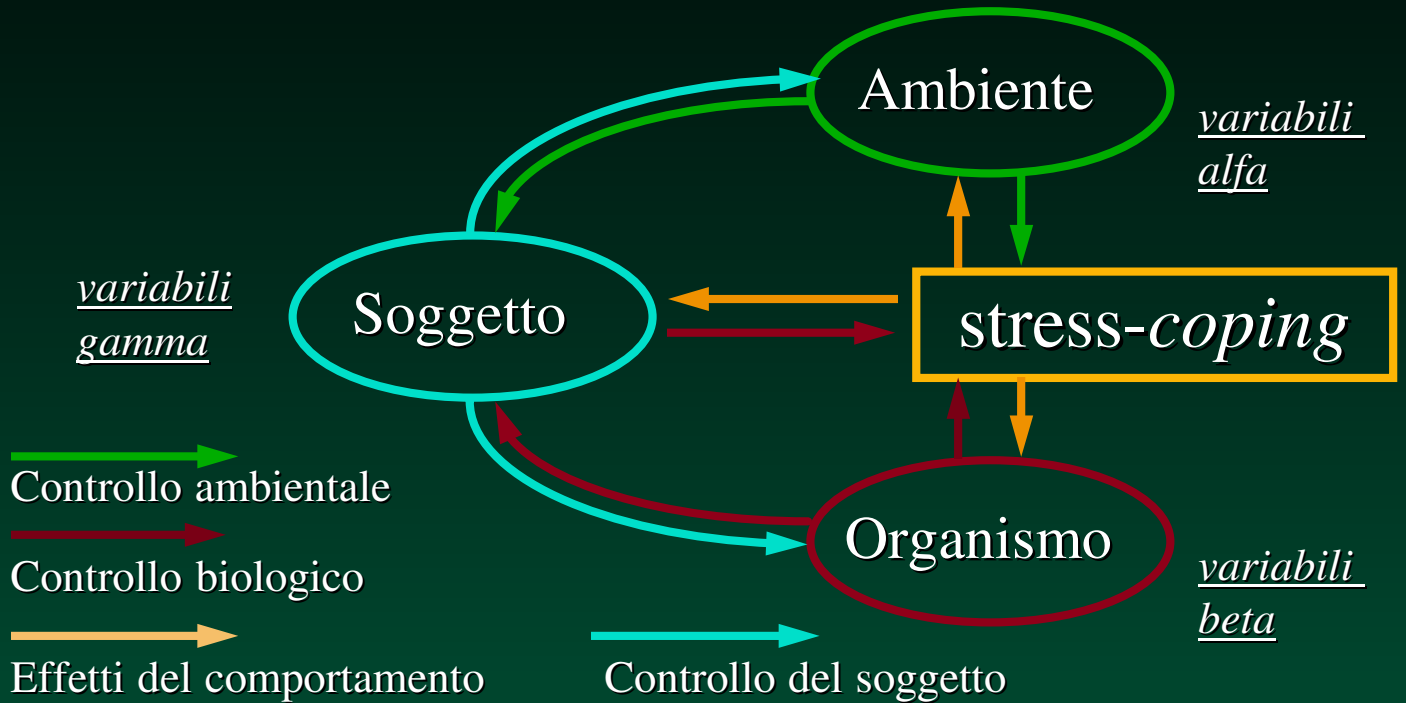 Ambiente
variabili
alfa
variabili
gamma
Soggetto
stress-coping
Controllo ambientale
Organismo
Controllo biologico
variabili
beta
Effetti del comportamento
Controllo del soggetto